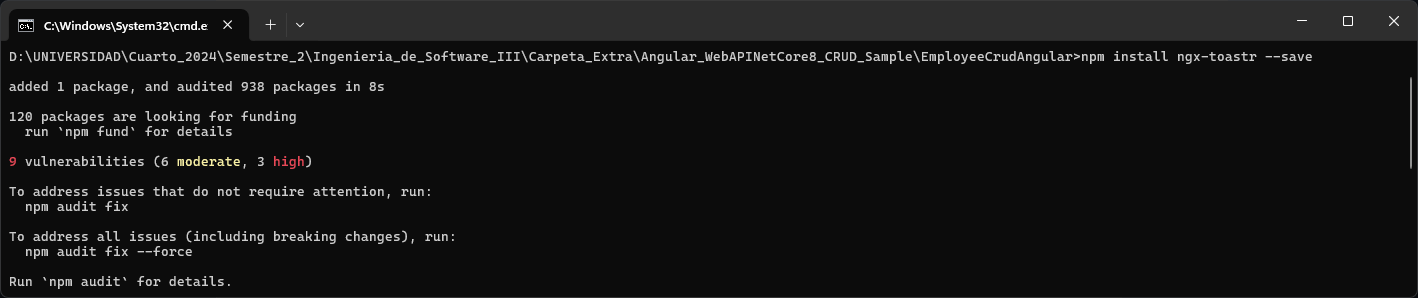 C:\Windows\System32\cmd.e
D:\UNIVERSIDAD\Cuarto_2024\Semestre_2\Ingenieria_de_Software_III\Carpeta_Extra\Angular_WebAPINetCore8_CRUD_Sample\EmployeeCrudAngular>npm install ngx-toastr --save
added 1 package, and audited 938 packages in 8s
120 packages are looking for funding
  run `npm fund` for details
9 vulnerabilities (6 moderate, 3 high)
To address issues that do not require attention, run:
  npm audit fix
To address all issues (including breaking changes), run:
  npm audit fix --force
Run `npm audit` for details.